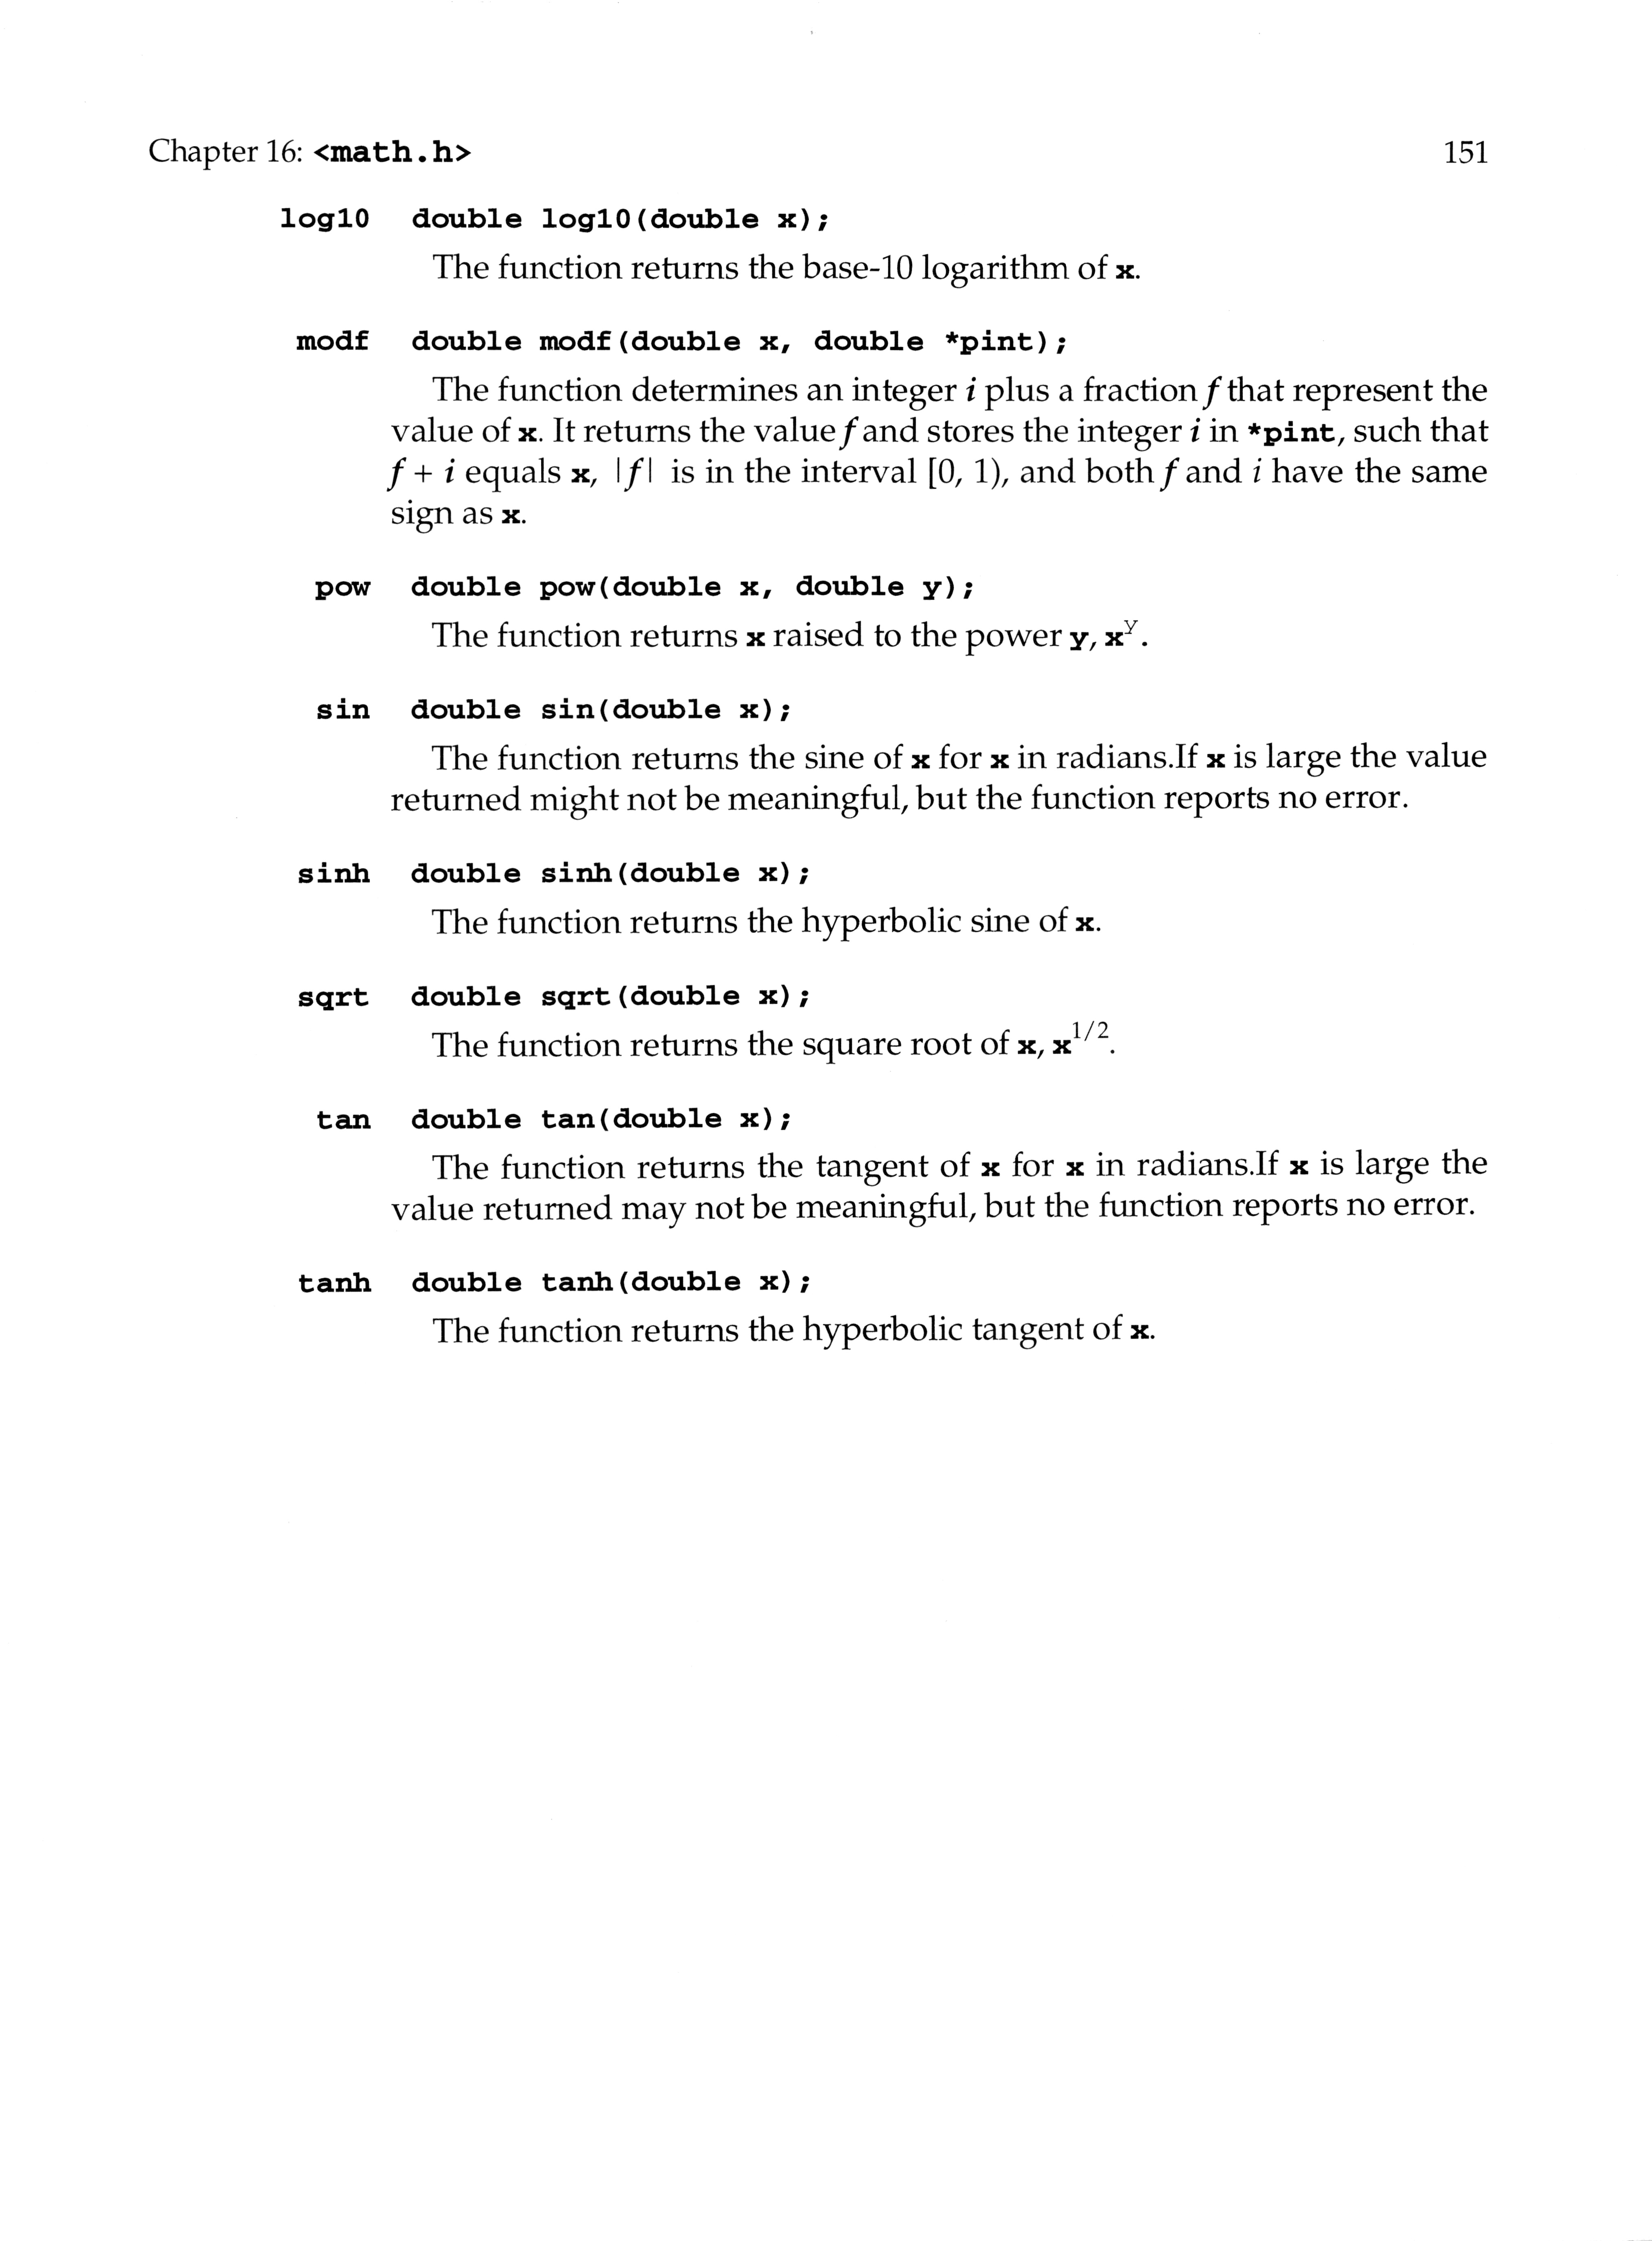 Chapter 16: <math.h> 151
log10 double log10(double x);
The function returns the base-10 logarithm of x.
modf double modf(double x, double *pint);
The function determines an integer i plus a fraction f that represent the
value of x. It returns the value f and stores the integer i in *pint, such that
f + i equals x, |f| is in the interval [0, 1), and both f and i have the same
sign as x.
pow double pow(double x, double y);
The function returns x raised to the power y, x^y.
sin double sin(double x);
The function returns the sine of x for x in radians.If x is large the value
returned might not be meaningful, but the function reports no error.
sinh double sinh(double x);
The function returns the hyperbolic sine of x.
sqrt double sqrt(double x);
The function returns the square root of x, x^1/2.
tan double tan(double x);
The function returns the tangent of x for x in radians.If x is large the
value returned may not be meaningful, but the function reports no error.
tanh double tanh(double x);
The function returns the hyperbolic tangent of x.